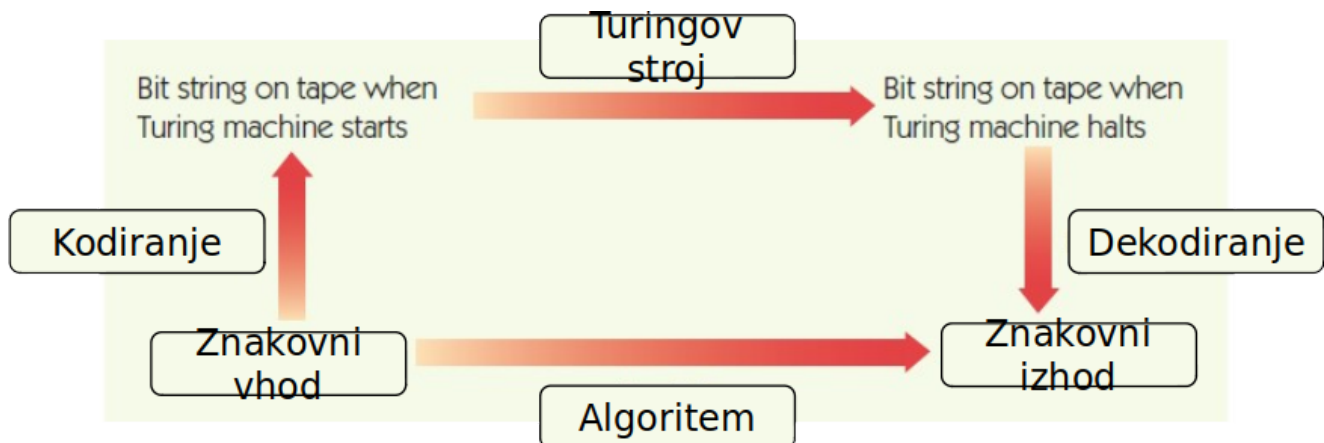 Turingov
stroj
Bit string on tape when
Turing machine starts
Bit string on tape when
Turing machine halts
Kodiranje
Dekodiranje
Znakovni
vhod
Znakovni
izhod
Algoritem